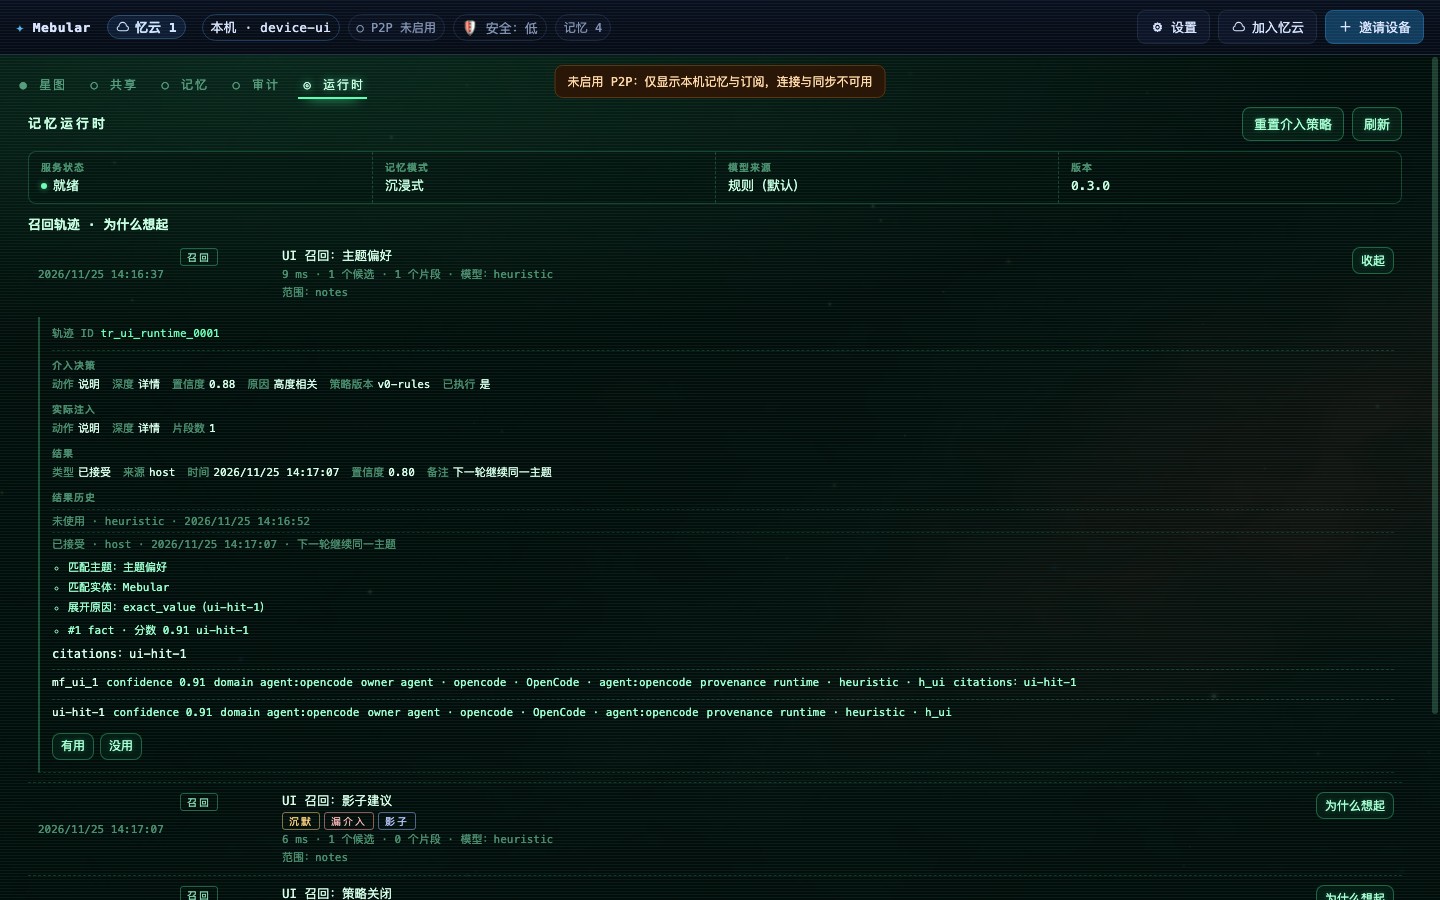 Mebular 忆云 1 本机 · device-ui P2P 未启用 安全: 低 记忆 4 设置 加入忆云 邀请设备
星图 共享 记忆 审计 运行时
未启用 P2P: 仅显示本机记忆与订阅, 连接与同步不可用
记忆运行时 重置介入策略 刷新
服务状态 记忆模式 模型来源 版本
就绪 沉浸式 规则 (默认) 0.3.0
召回轨迹 · 为什么想起
召回 UI 召回: 主题偏好 收起
2026/11/25 14:16:37 9 ms · 1 个候选 · 1 个片段 · 模型: heuristic
范围: notes
轨迹 ID tr_ui_runtime_0001
介入决策
动作 说明 深度 详情 置信度 0.88 原因 高度相关 策略版本 v0-rules 已执行 是
实际注入
动作 说明 深度 详情 片段数 1
结果
类型 已接受 来源 host 时间 2026/11/25 14:17:07 置信度 0.80 备注 下一轮继续同一主题
结果历史
未使用 · heuristic · 2026/11/25 14:16:52
已接受 · host · 2026/11/25 14:17:07 · 下一轮继续同一主题
匹配主题: 主题偏好
匹配实体: Mebular
展开原因: exact_value (ui-hit-1)
#1 fact · 分数 0.91 ui-hit-1
citations: ui-hit-1
mf_ui_1 confidence 0.91 domain agent:opencode owner agent · opencode · OpenCode · agent:opencode provenance runtime · heuristic · h_ui citations: ui-hit-1
ui-hit-1 confidence 0.91 domain agent:opencode owner agent · opencode · OpenCode · agent:opencode provenance runtime · heuristic · h_ui
有用 没用
召回 UI 召回: 影子建议 为什么想起
沉默 漏介入 影子
2026/11/25 14:17:07 6 ms · 1 个候选 · 0 个片段 · 模型: heuristic
范围: notes
召回 UI 召回: 策略关闭 为什么想起